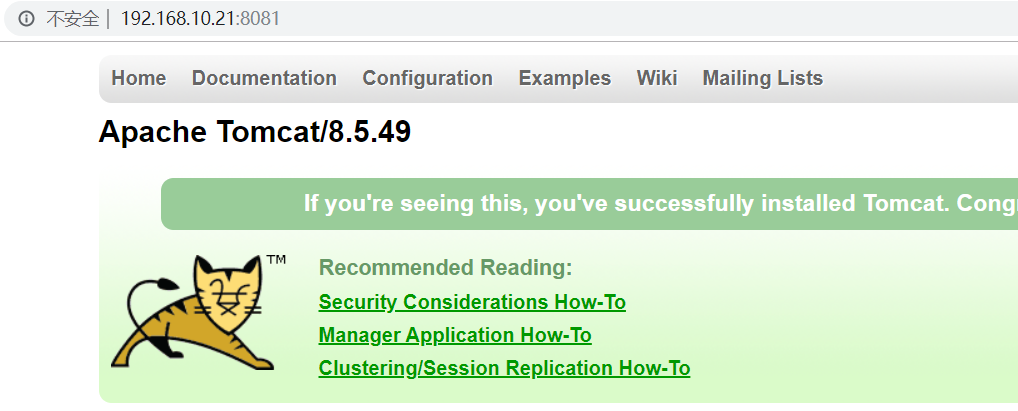 不安全 | 192.168.10.21:8081
Home Documentation Configuration Examples Wiki Mailing Lists
Apache Tomcat/8.5.49
If you're seeing this, you've successfully installed Tomcat. Cong
TM
Recommended Reading:
Security Considerations How-To
Manager Application How-To
Clustering/Session Replication How-To